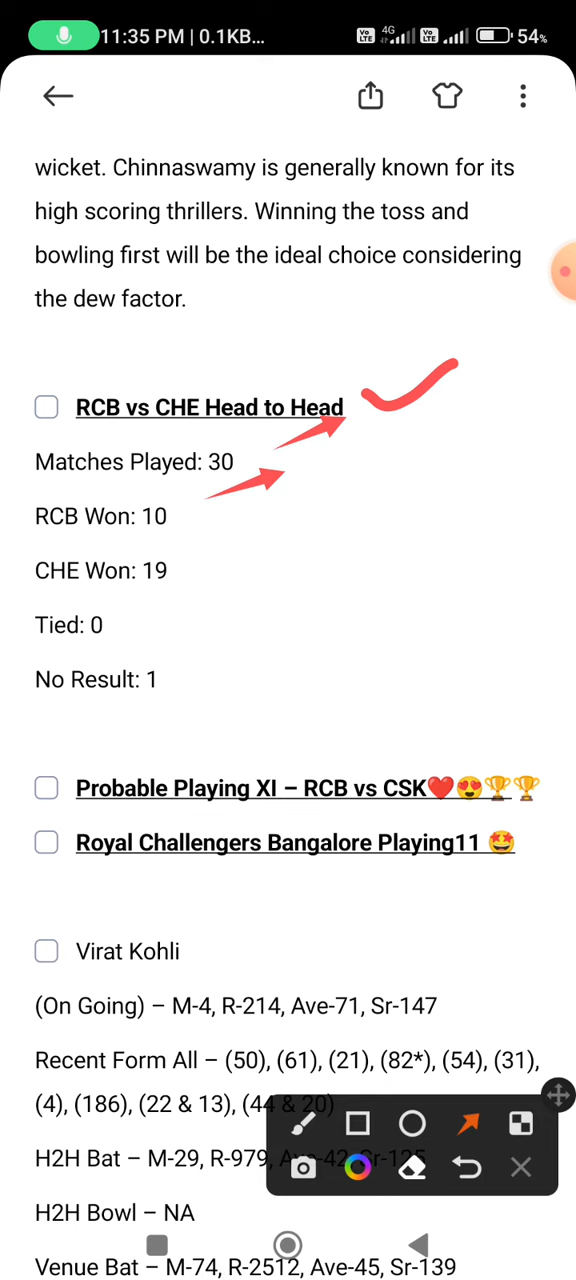 11:35 PM | 0.1KB... 4G 54%
wicket. Chinnaswamy is generally known for its
high scoring thrillers. Winning the toss and
bowling first will be the ideal choice considering
the dew factor.
RCB vs CHE Head to Head
Matches Played: 30
RCB Won: 10
CHE Won: 19
Tied: 0
No Result: 1
Probable Playing XI – RCB vs CSK❤️😍🏆🏆
Royal Challengers Bangalore Playing11 🤩
Virat Kohli
(On Going) – M-4, R-214, Ave-71, Sr-147
Recent Form All – (50), (61), (21), (82*), (54), (31),
(4), (186), (22 & 13), (44 & 20)
H2H Bat – M-29, R-979, Ave-42, Sr-125
H2H Bowl – NA
Venue Bat – M-74, R-2512, Ave-45, Sr-139